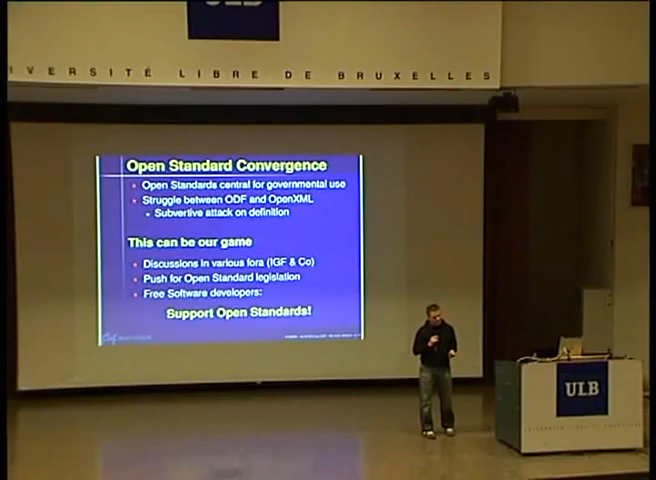 ULB
IVERSITÉ LIBRE DE BRUXELLES
Open Standard Convergence
Open Standards central for governmental use
Struggle between ODF and OpenXML
Subvertive attack on definition
This can be our game
Discussions in various fora (IGF & Co)
Push for Open Standard legislation
Free Software developers:
Support Open Standards!
ULB